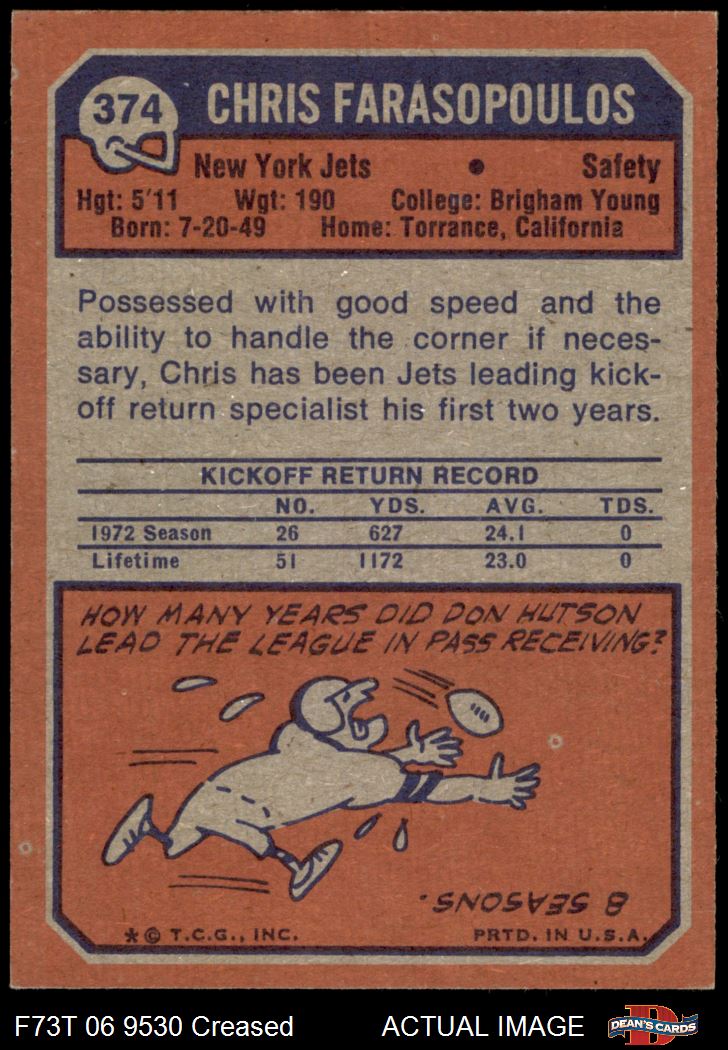 374
CHRIS FARASOPOULOS
New York Jets • Safety
Hgt: 5'11 Wgt: 190 College: Brigham Young
Born: 7-20-49 Home: Torrance, California
Possessed with good speed and the
ability to handle the corner if neces-
sary, Chris has been Jets leading kick-
off return specialist his first two years.
KICKOFF RETURN RECORD
NO. YDS. AVG. TDS.
1972 Season 26 627 24.1 0
Lifetime 51 1172 23.0 0
HOW MANY YEARS DID DON HUTSON
LEAD THE LEAGUE IN PASS RECEIVING?
8 SEASONS.
* © T.C.G., INC. PRTD. IN U.S.A.
F73T 06 9530 Creased ACTUAL IMAGE
D
DEAN'S CARDS